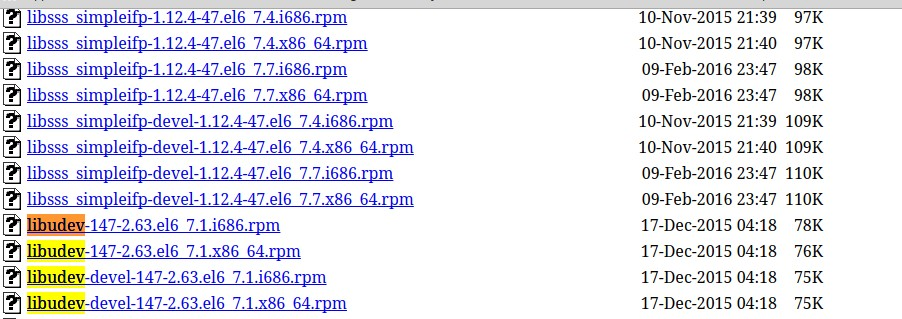 libsss_simpleifp-1.12.4-47.el6_7.4.i686.rpm 10-Nov-2015 21:39 97K
libsss_simpleifp-1.12.4-47.el6_7.4.x86_64.rpm 10-Nov-2015 21:40 97K
libsss_simpleifp-1.12.4-47.el6_7.7.i686.rpm 09-Feb-2016 23:47 98K
libsss_simpleifp-1.12.4-47.el6_7.7.x86_64.rpm 09-Feb-2016 23:47 98K
libsss_simpleifp-devel-1.12.4-47.el6_7.4.i686.rpm 10-Nov-2015 21:39 109K
libsss_simpleifp-devel-1.12.4-47.el6_7.4.x86_64.rpm 10-Nov-2015 21:40 109K
libsss_simpleifp-devel-1.12.4-47.el6_7.7.i686.rpm 09-Feb-2016 23:47 110K
libsss_simpleifp-devel-1.12.4-47.el6_7.7.x86_64.rpm 09-Feb-2016 23:47 110K
libudev-147-2.63.el6_7.1.i686.rpm 17-Dec-2015 04:18 78K
libudev-147-2.63.el6_7.1.x86_64.rpm 17-Dec-2015 04:18 76K
libudev-devel-147-2.63.el6_7.1.i686.rpm 17-Dec-2015 04:18 75K
libudev-devel-147-2.63.el6_7.1.x86_64.rpm 17-Dec-2015 04:18 75K